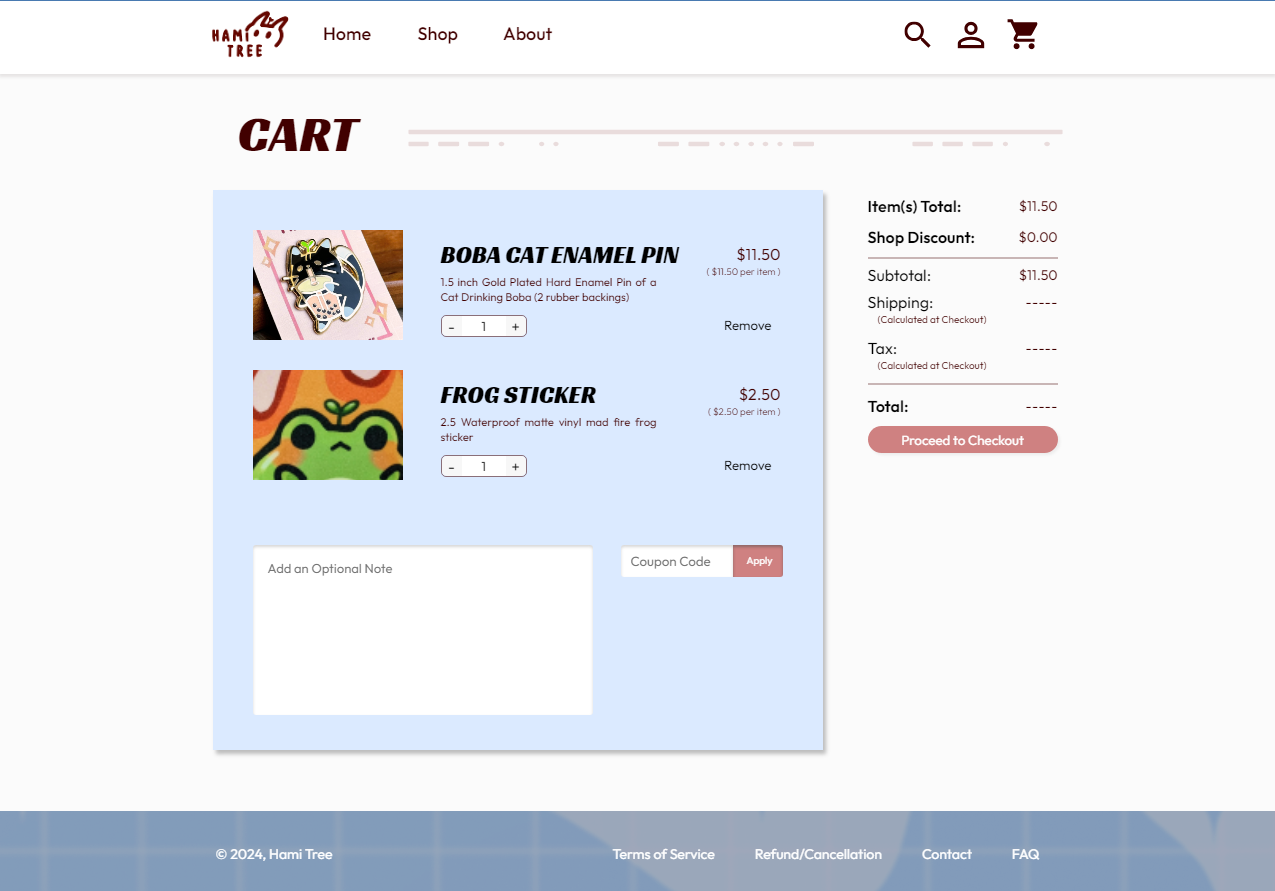 HAMI
TREE
Home
Shop
About
CART
BOBA CAT ENAMEL PIN
$11.50
( $11.50 per item )
1.5 inch Gold Plated Hard Enamel Pin of a
Cat Drinking Boba (2 rubber backings)
- 1 +
Remove
FROG STICKER
$2.50
( $2.50 per item )
2.5 Waterproof matte vinyl mad fire frog
sticker
- 1 +
Remove
Add an Optional Note
Coupon Code
Apply
Item(s) Total: $11.50
Shop Discount: $0.00
Subtotal: $11.50
Shipping: -----
(Calculated at Checkout)
Tax: -----
(Calculated at Checkout)
Total: -----
Proceed to Checkout
© 2024, Hami Tree
Terms of Service
Refund/Cancellation
Contact
FAQ